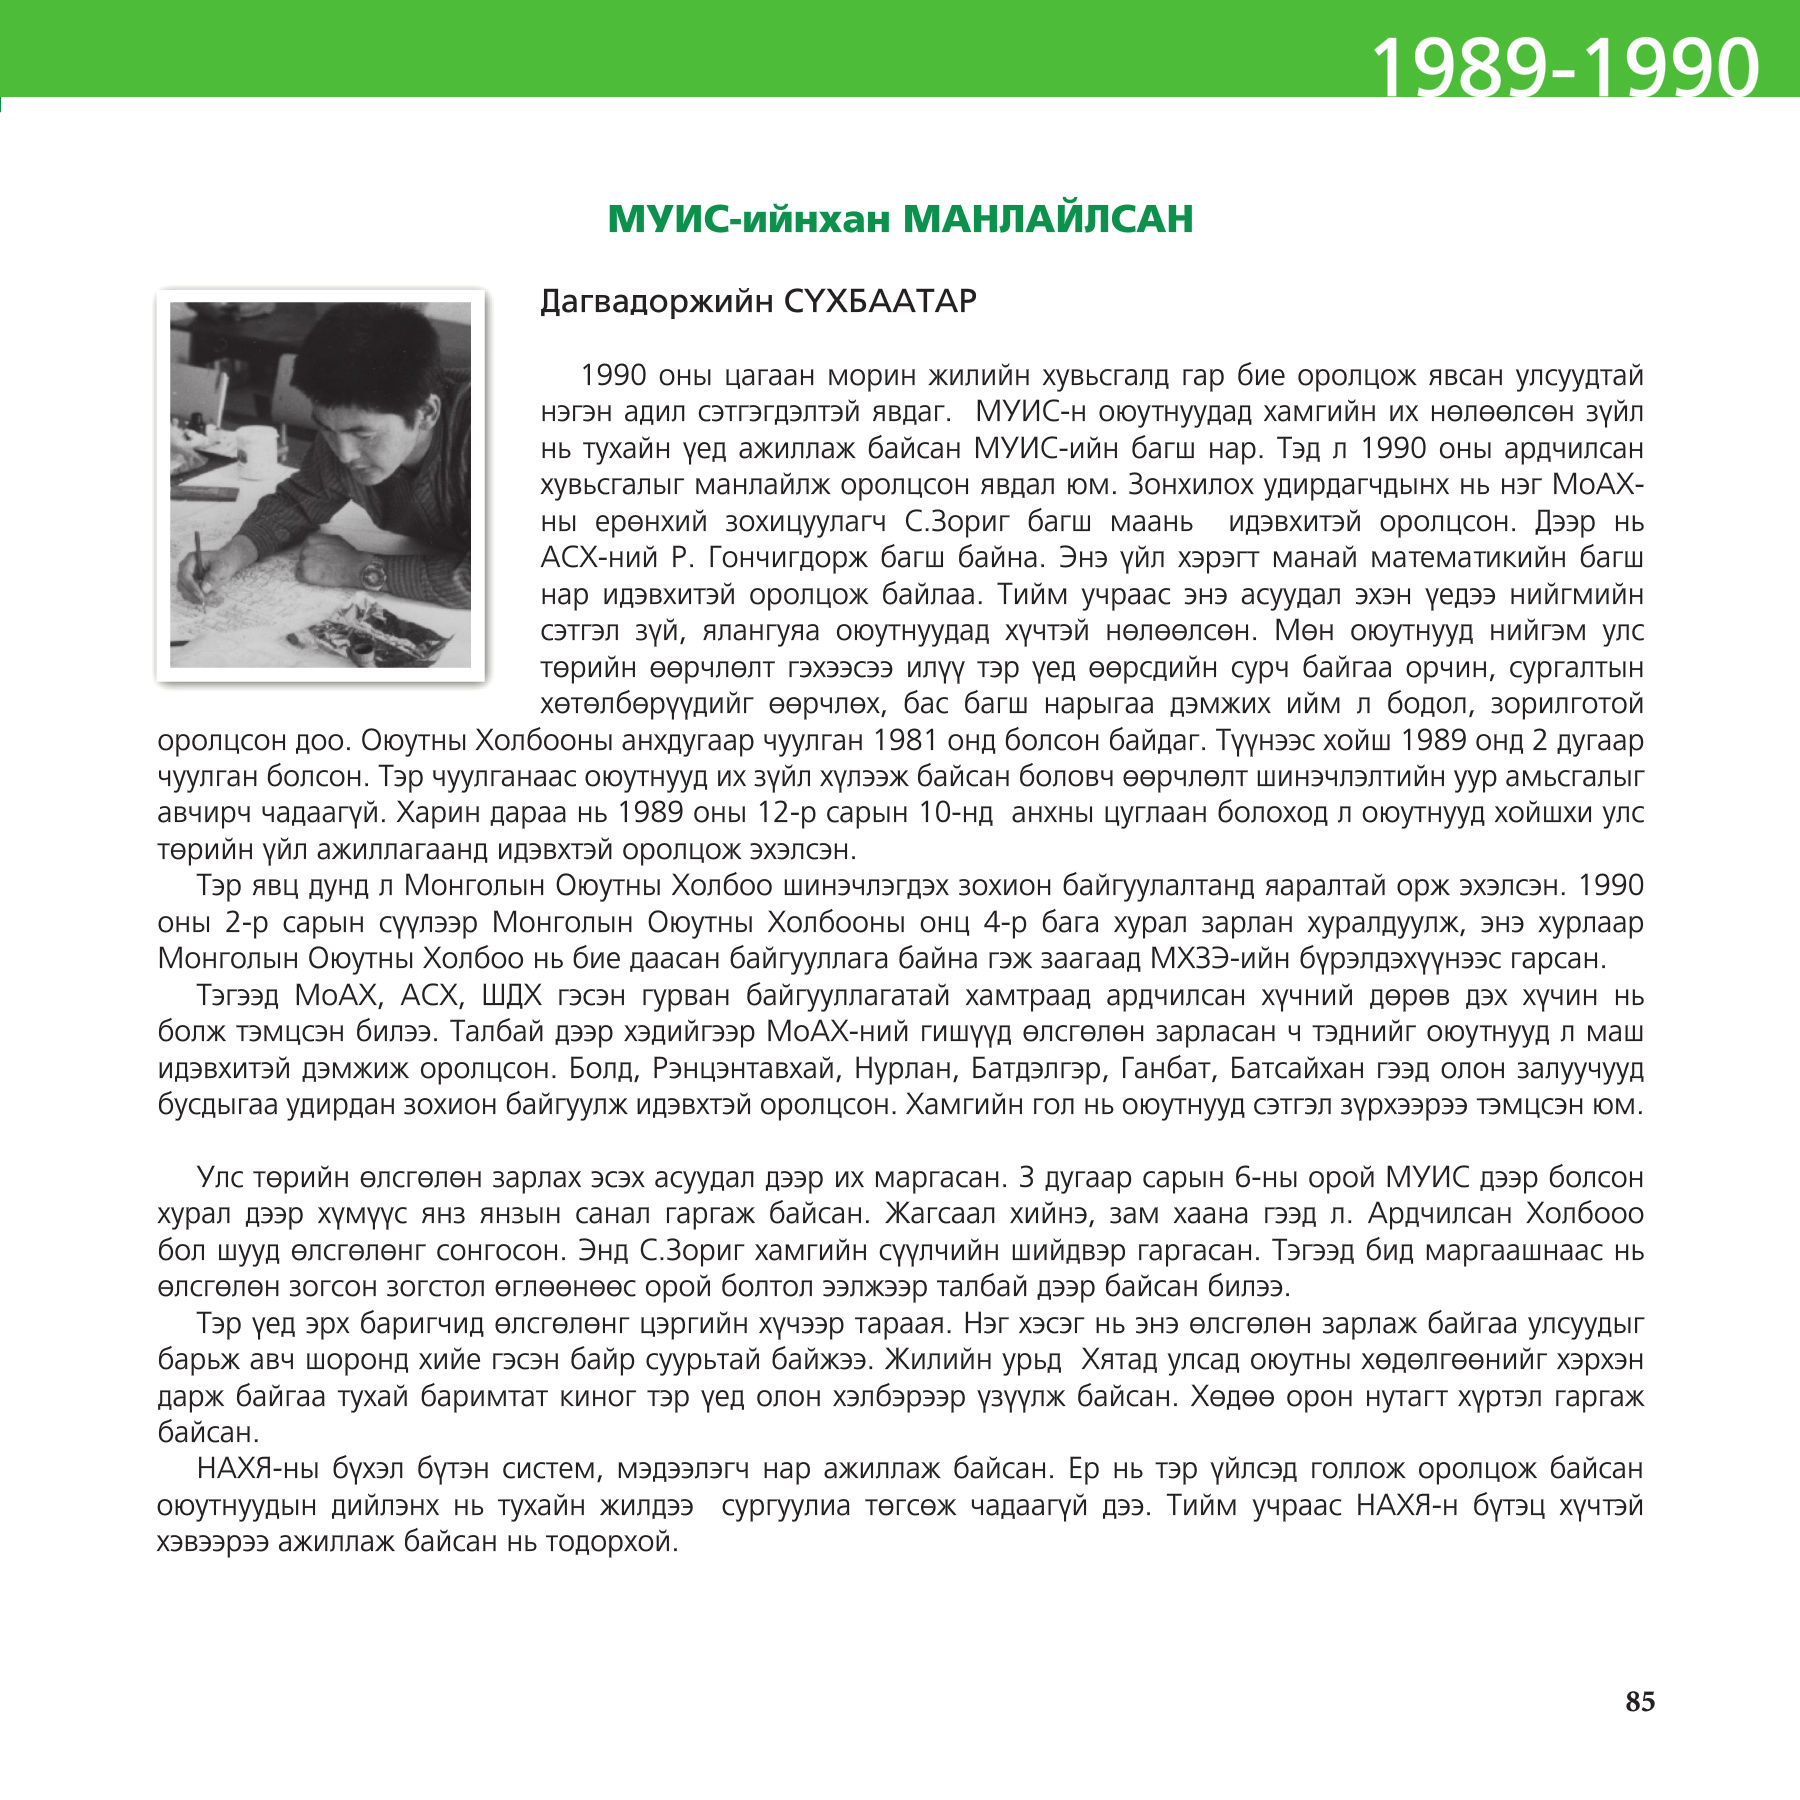 1989-1990
МУИС-ийнхан МАНЛАЙЛСАН
Дагвадоржийн СҮХБААТАР
1990 оны цагаан морин жилийн хувьсгалд гар бие оролцож явсан улсуудтай
нэгэн адил сэтгэгдэлтэй явдаг.  МУИС-н оюутнуудад хамгийн их нөлөөлсөн зүйл
нь тухайн үед ажиллаж байсан МУИС-ийн багш нар. Тэд л 1990 оны ардчилсан
хувьсгалыг манлайлж оролцсон явдал юм. Зонхилох удирдагчдынх нь нэг МоАХ-
ны ерөнхий зохицуулагч С.Зориг багш маань  идэвхитэй оролцсон. Дээр нь
АСХ-ний Р. Гончигдорж багш байна. Энэ үйл хэрэгт манай математикийн багш
нар идэвхитэй оролцож байлаа. Тийм учраас энэ асуудал эхэн үедээ нийгмийн
сэтгэл зүй, ялангуяа оюутнуудад хүчтэй нөлөөлсөн. Мөн оюутнууд нийгэм улс
төрийн өөрчлөлт гэхээсээ илүү тэр үед өөрсдийн сурч байгаа орчин, сургалтын
хөтөлбөрүүдийг өөрчлөх, бас багш нарыгаа дэмжих ийм л бодол, зорилготой
оролцсон доо. Оюутны Холбооны анхдугаар чуулган 1981 онд болсон байдаг. Түүнээс хойш 1989 онд 2 дугаар
чуулган болсон. Тэр чуулганаас оюутнууд их зүйл хүлээж байсан боловч өөрчлөлт шинэчлэлтийн уур амьсгалыг
авчирч чадаагүй. Харин дараа нь 1989 оны 12-р сарын 10-нд  анхны цуглаан болоход л оюутнууд хойшхи улс
төрийн үйл ажиллагаанд идэвхтэй оролцож эхэлсэн.
Тэр явц дунд л Монголын Оюутны Холбоо шинэчлэгдэх зохион байгуулалтанд яаралтай орж эхэлсэн. 1990
оны 2-р сарын сүүлээр Монголын Оюутны Холбооны онц 4-р бага хурал зарлан хуралдуулж, энэ хурлаар
Монголын Оюутны Холбоо нь бие даасан байгууллага байна гэж заагаад МХЗЭ-ийн бүрэлдэхүүнээс гарсан.
Тэгээд МоАХ, АСХ, ШДХ гэсэн гурван байгууллагатай хамтраад ардчилсан хүчний дөрөв дэх хүчин нь
болж тэмцсэн билээ. Талбай дээр хэдийгээр МоАХ-ний гишүүд өлсгөлөн зарласан ч тэднийг оюутнууд л маш
идэвхитэй дэмжиж оролцсон. Болд, Рэнцэнтавхай, Нурлан, Батдэлгэр, Ганбат, Батсайхан гээд олон залуучууд
бусдыгаа удирдан зохион байгуулж идэвхтэй оролцсон. Хамгийн гол нь оюутнууд сэтгэл зүрхээрээ тэмцсэн юм.
Улс төрийн өлсгөлөн зарлах эсэх асуудал дээр их маргасан. 3 дугаар сарын 6-ны орой МУИС дээр болсон
хурал дээр хүмүүс янз янзын санал гаргаж байсан. Жагсаал хийнэ, зам хаана гээд л. Ардчилсан Холбооо
бол шууд өлсгөлөнг сонгосон. Энд С.Зориг хамгийн сүүлчийн шийдвэр гаргасан. Тэгээд бид маргаашнаас нь
өлсгөлөн зогсон зогстол өглөөнөөс орой болтол ээлжээр талбай дээр байсан билээ.
Тэр үед эрх баригчид өлсгөлөнг цэргийн хүчээр тараая. Нэг хэсэг нь энэ өлсгөлөн зарлаж байгаа улсуудыг
барьж авч шоронд хийе гэсэн байр суурьтай байжээ. Жилийн урьд  Хятад улсад оюутны хөдөлгөөнийг хэрхэн
дарж байгаа тухай баримтат киног тэр үед олон хэлбэрээр үзүүлж байсан. Хөдөө орон нутагт хүртэл гаргаж
байсан.
НАХЯ-ны бүхэл бүтэн систем, мэдээлэгч нар ажиллаж байсан. Ер нь тэр үйлсэд голлож оролцож байсан
оюутнуудын дийлэнх нь тухайн жилдээ  сургуулиа төгсөж чадаагүй дээ. Тийм учраас НАХЯ-н бүтэц хүчтэй
хэвээрээ ажиллаж байсан нь тодорхой.
85